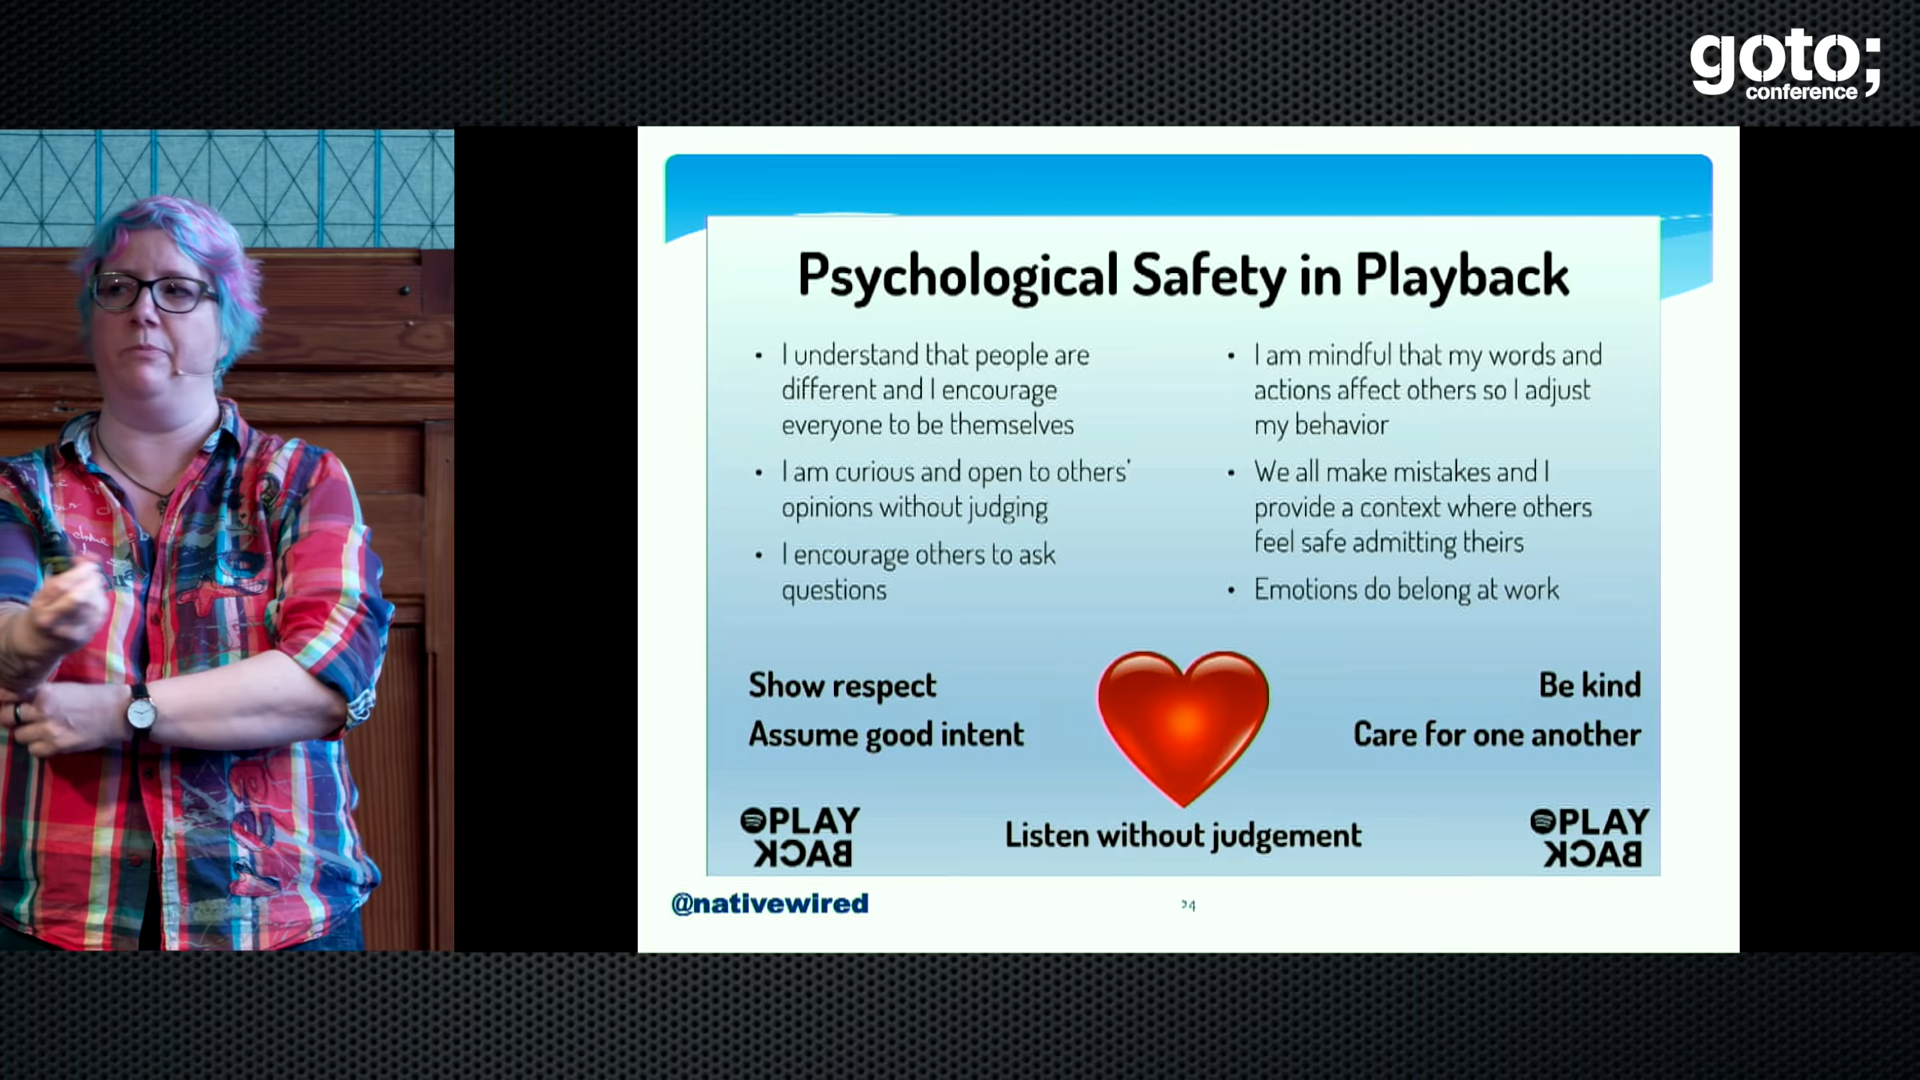 goto;
conference
Psychological Safety in Playback
• I understand that people are
different and I encourage
everyone to be themselves
• I am curious and open to others'
opinions without judging
• I encourage others to ask
questions
• I am mindful that my words and
actions affect others so I adjust
my behavior
• We all make mistakes and I
provide a context where others
feel safe admitting theirs
• Emotions do belong at work
Show respect
Assume good intent
Be kind
Care for one another
Listen without judgement
PLAY
BACK
PLAY
BACK
@nativewired
24